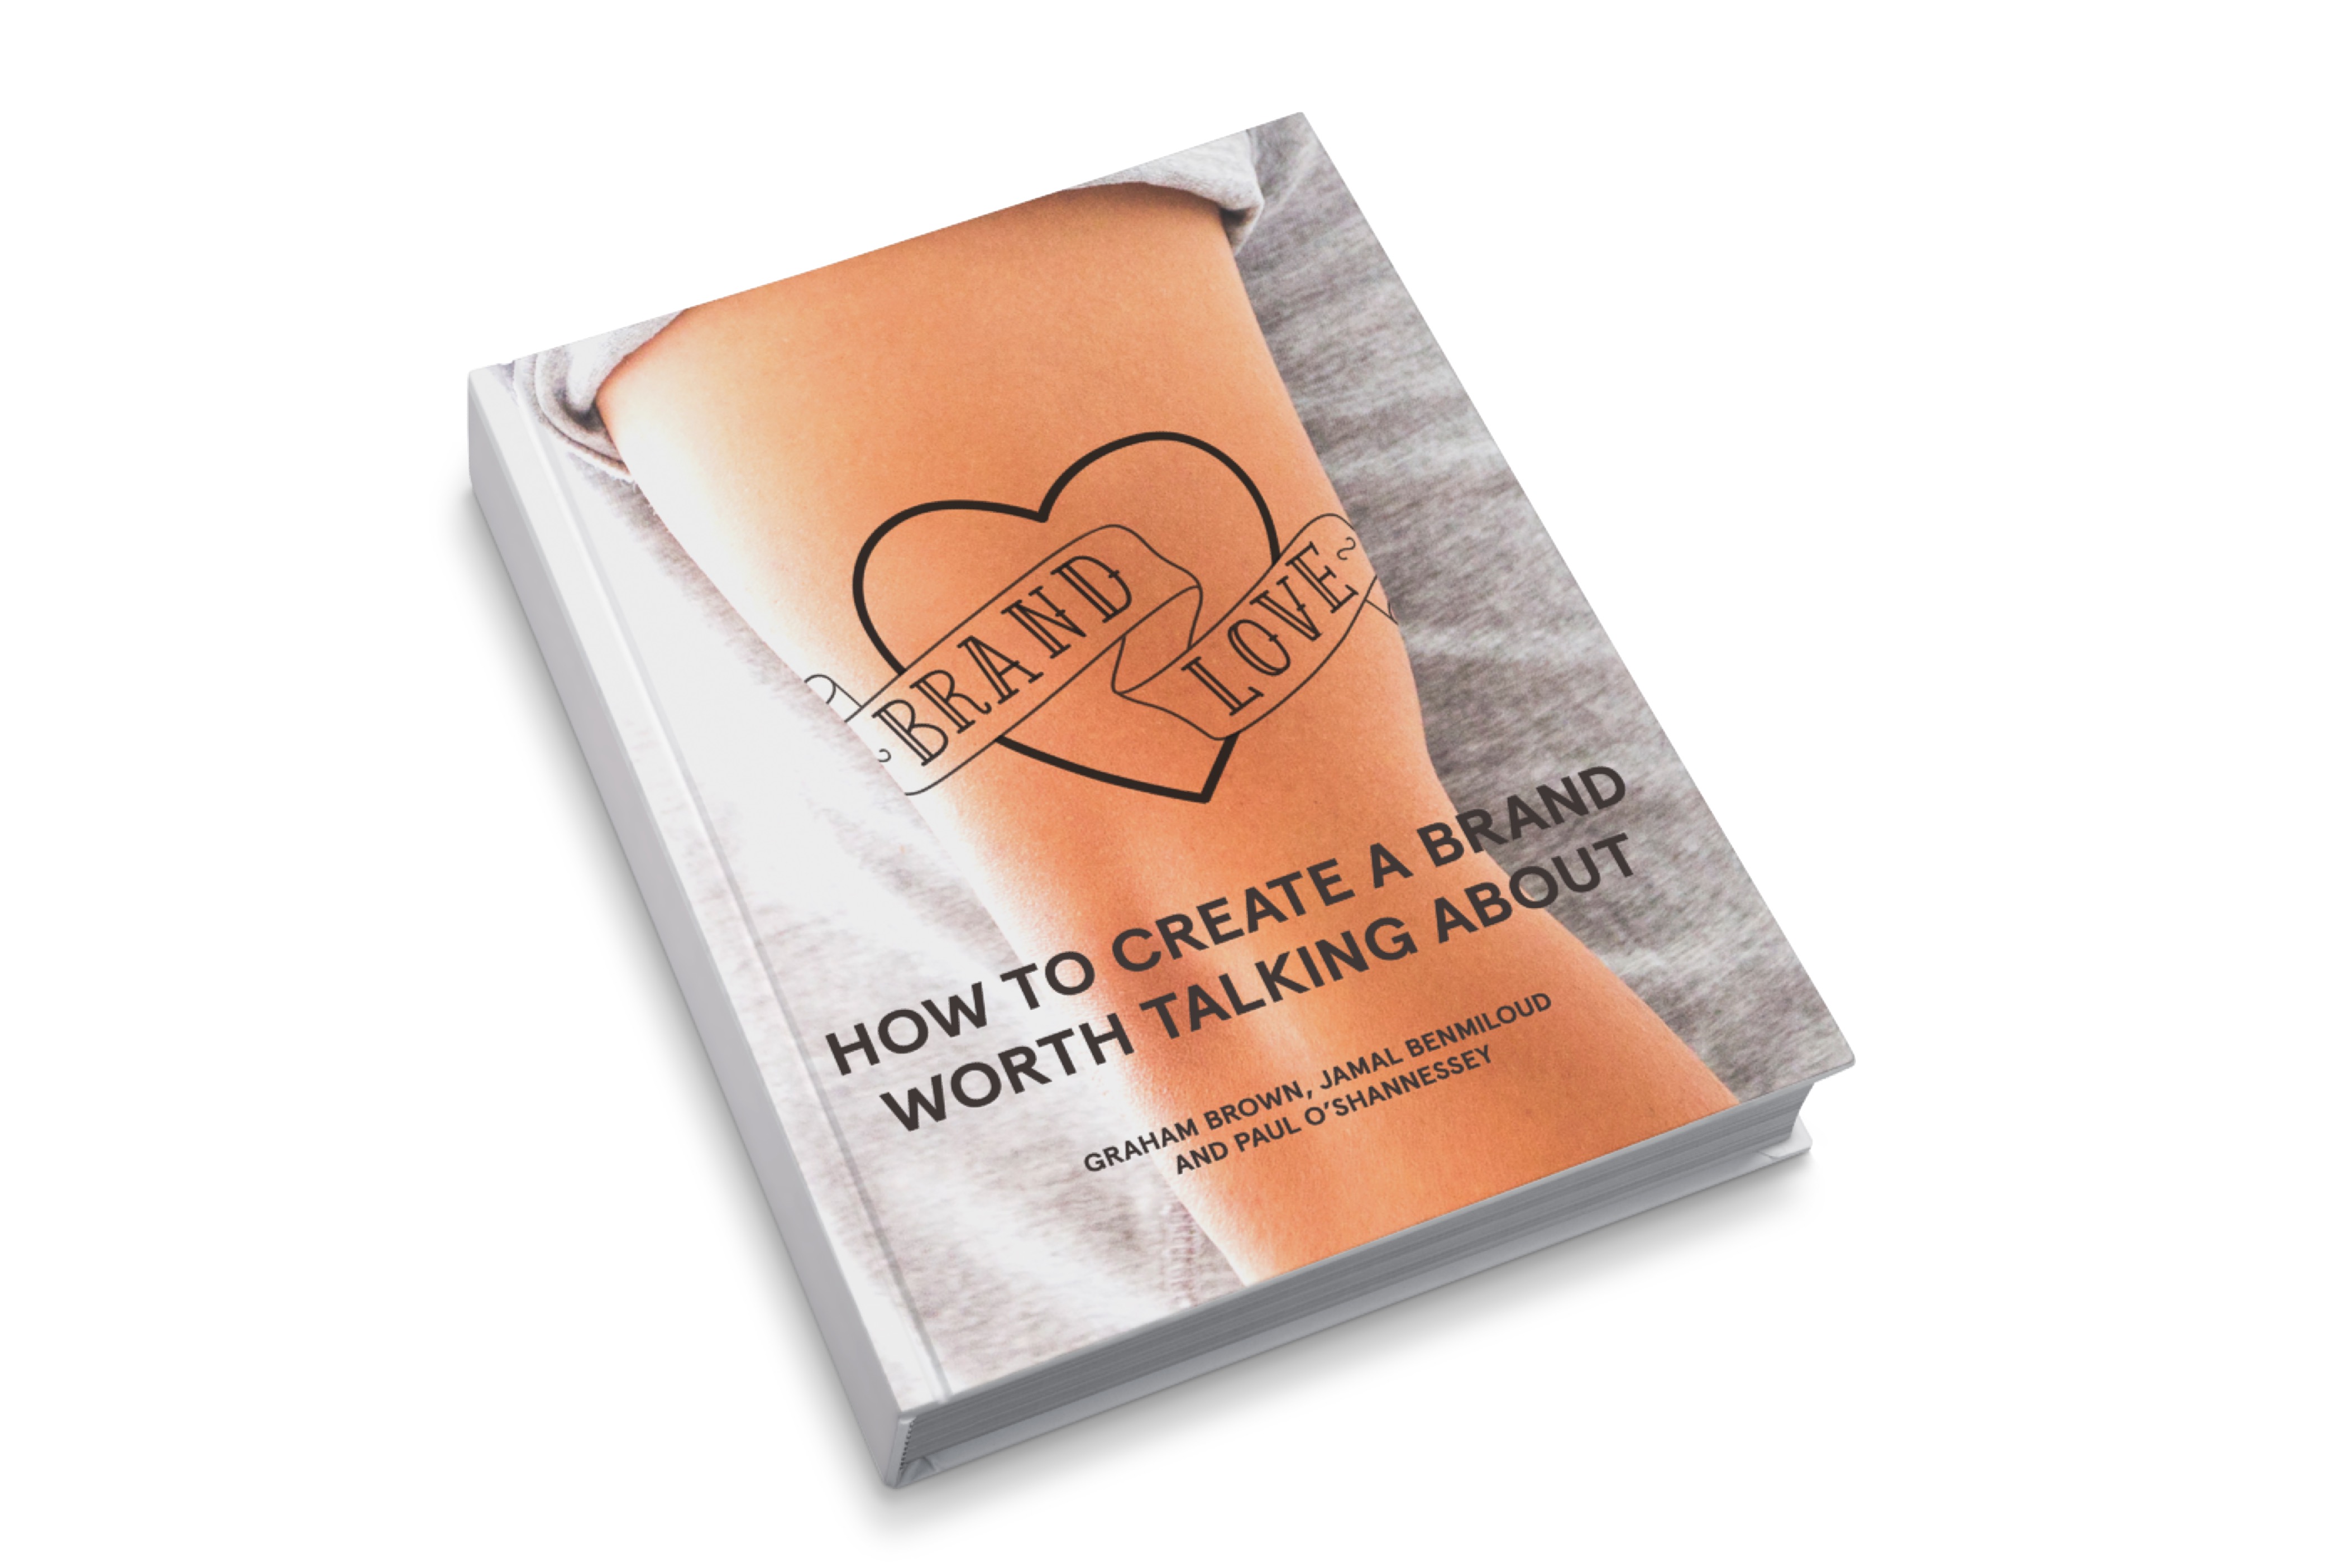 BRAND
LOVE
HOW TO CREATE A BRAND
WORTH TALKING ABOUT
GRAHAM BROWN, JAMAL BENMILOUD
AND PAUL O'SHANNESSEY